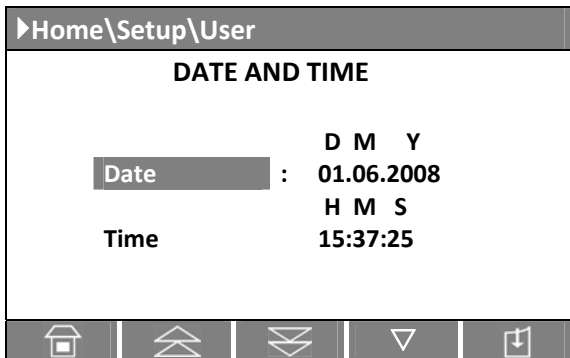 Home\Setup\User
DATE AND TIME
D M Y
Date : 01.06.2008
H M S
Time 15:37:25